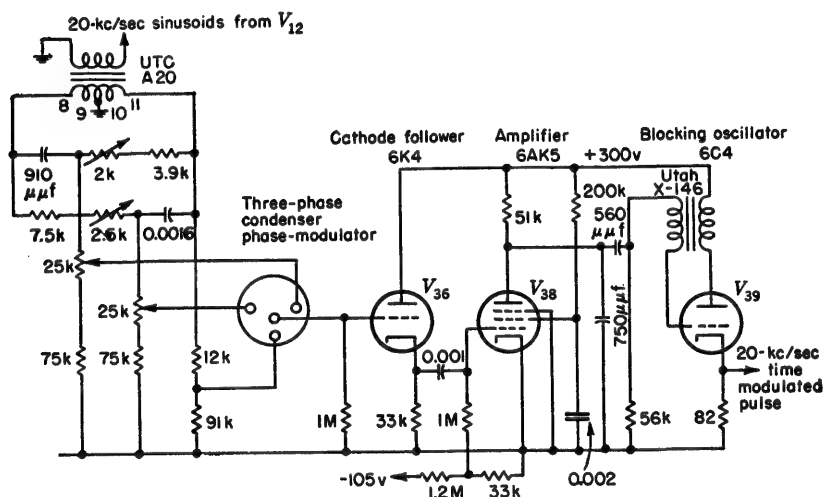 20-kc/sec sinusoids from V12
UTC
A20
8
9
10
11
910
μμf
2k
3.9k
7.5k
2.6k
0.0016
25k
25k
75k
75k
12k
91k
Three-phase
condenser
phase-modulator
Cathode follower
6K4
Amplifier
6AK5
+300v
Blocking oscillator
6C4
Utah
X-146
51k
200k
560
μμf
V36
V38
V39
0.001
750μμf
1M
33k
1M
56k
82
20-kc/sec
time
modulated
pulse
-105v
1.2M
33k
0.002